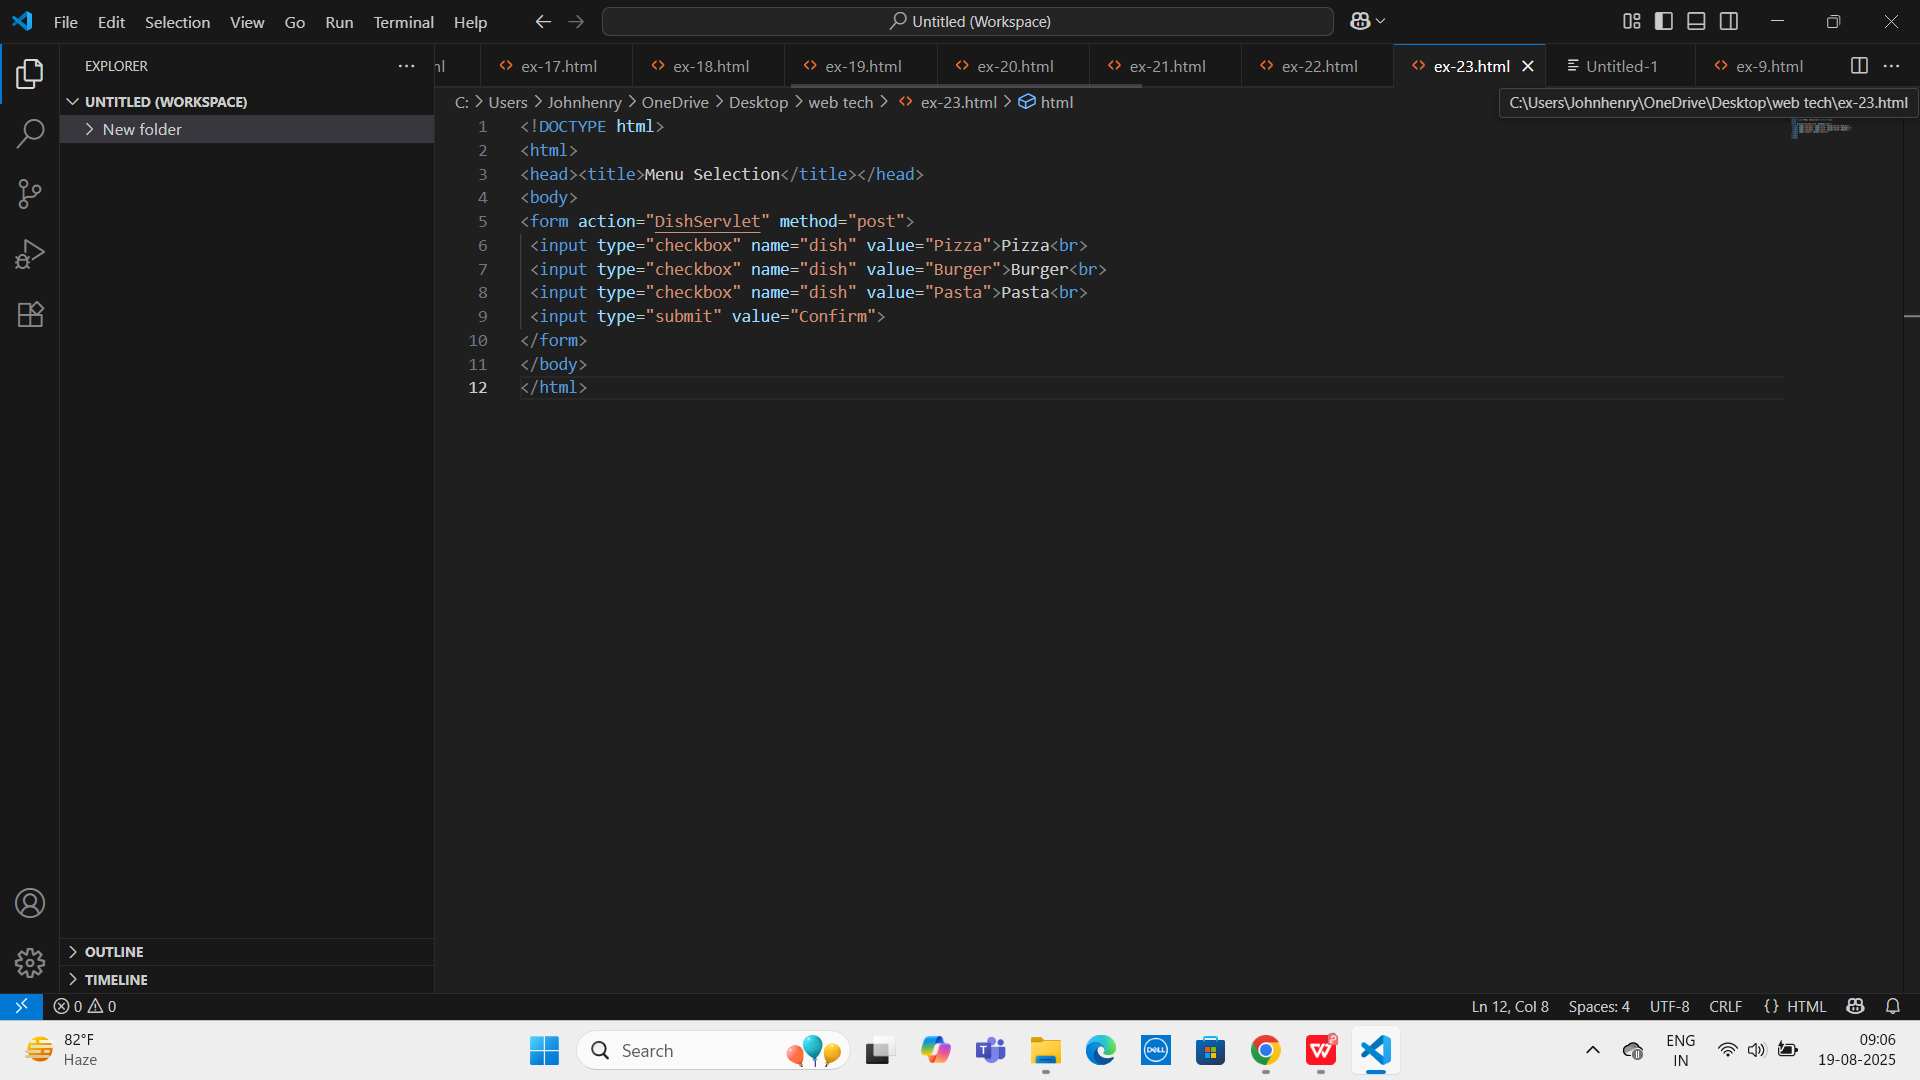 File Edit Selection View Go Run Terminal Help
Untitled (Workspace)
EXPLORER
UNTITLED (WORKSPACE)
New folder
ex-17.html
ex-18.html
ex-19.html
ex-20.html
ex-21.html
ex-22.html
ex-23.html
Untitled-1
ex-9.html
C: > Users > Johnhenry > OneDrive > Desktop > web tech > ex-23.html > html
C:\Users\Johnhenry\OneDrive\Desktop\web tech\ex-23.html
1 <!DOCTYPE html>
2 <html>
3 <head><title>Menu Selection</title></head>
4 <body>
5 <form action="DishServlet" method="post">
6 <input type="checkbox" name="dish" value="Pizza">Pizza<br>
7 <input type="checkbox" name="dish" value="Burger">Burger<br>
8 <input type="checkbox" name="dish" value="Pasta">Pasta<br>
9 <input type="submit" value="Confirm">
10 </form>
11 </body>
12 </html>
OUTLINE
TIMELINE
0 0
Ln 12, Col 8 Spaces: 4 UTF-8 CRLF {} HTML
82°F
Haze
Search
DELL
ENG
IN
09:06
19-08-2025